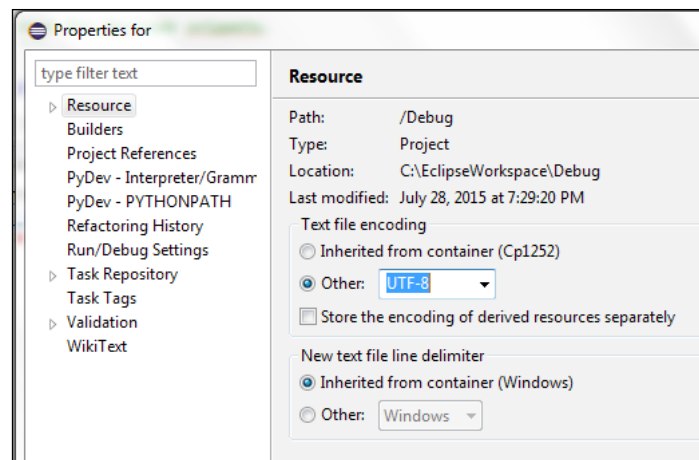 Properties for
type filter text
Resource
Builders
Project References
PyDev - Interpreter/Gramm
PyDev - PYTHONPATH
Refactoring History
Run/Debug Settings
Task Repository
Task Tags
Validation
WikiText
Resource
Path: /Debug
Type: Project
Location: C:\EclipseWorkspace\Debug
Last modified: July 28, 2015 at 7:29:20 PM
Text file encoding
Inherited from container (Cp1252)
Other: UTF-8
Store the encoding of derived resources separately
New text file line delimiter
Inherited from container (Windows)
Other: Windows